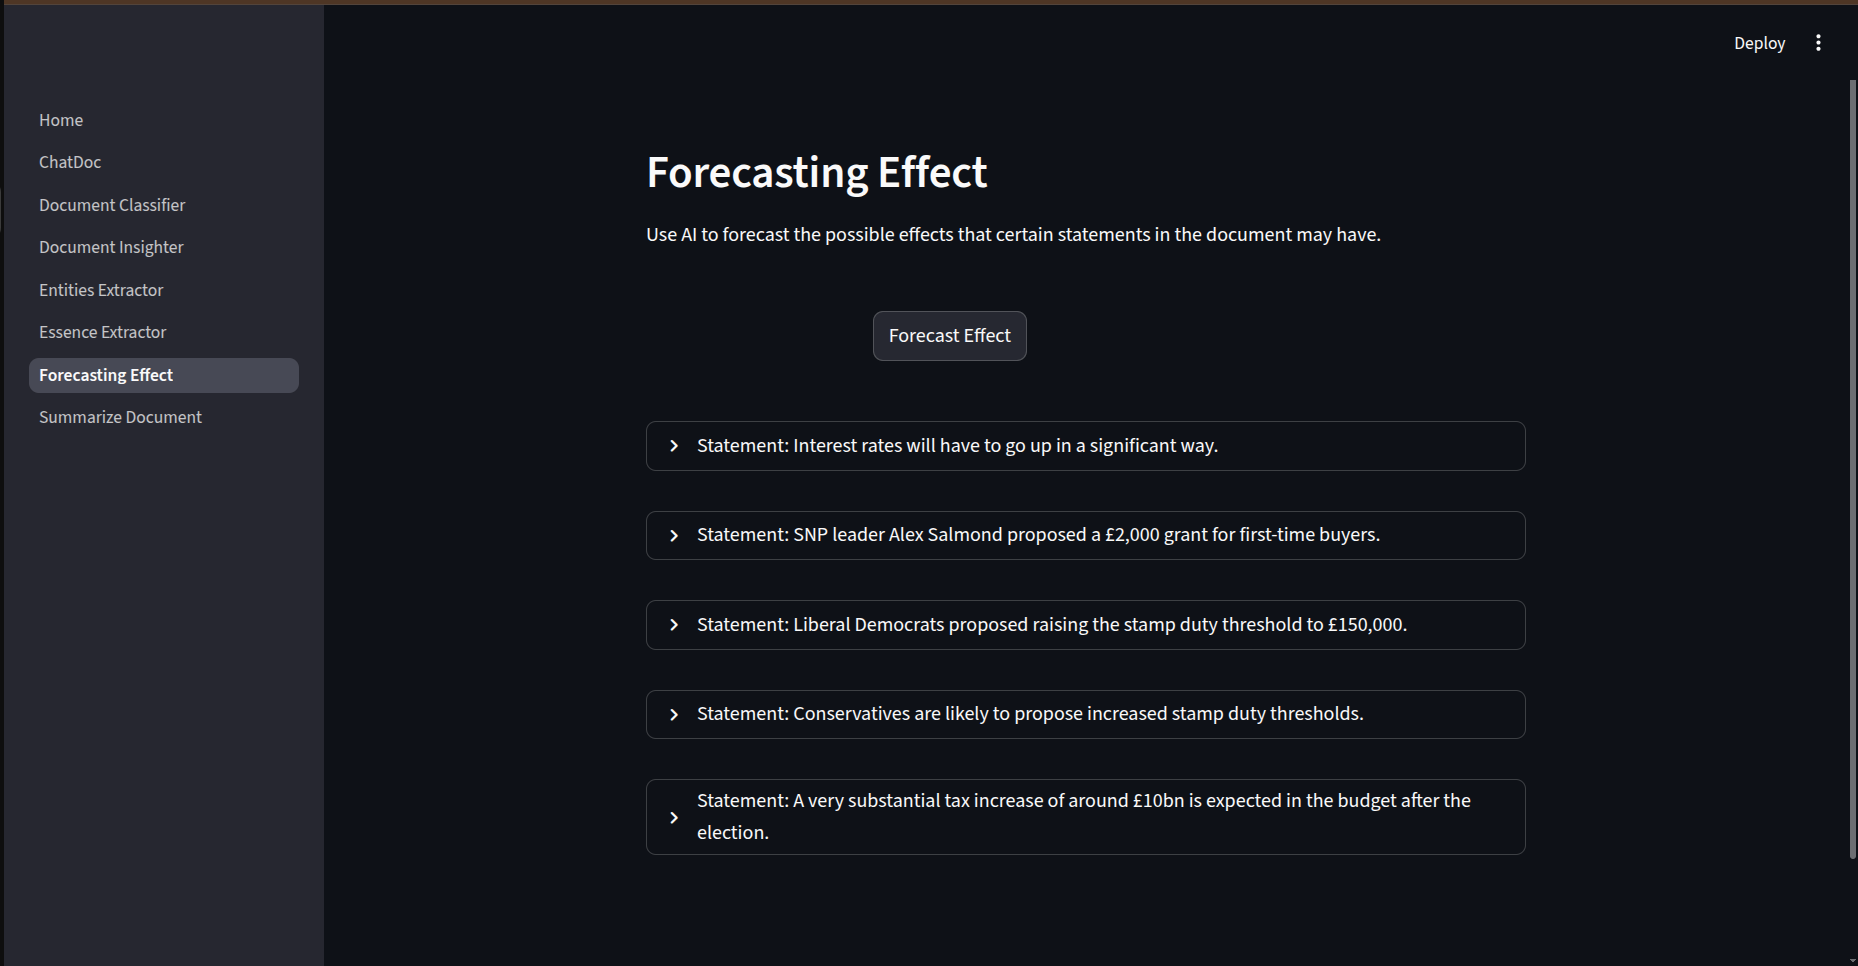 Deploy
Home
ChatDoc
Document Classifier
Document Insighter
Entities Extractor
Essence Extractor
Forecasting Effect
Summarize Document
Forecasting Effect
Use AI to forecast the possible effects that certain statements in the document may have.
Forecast Effect
Statement: Interest rates will have to go up in a significant way.
Statement: SNP leader Alex Salmond proposed a £2,000 grant for first-time buyers.
Statement: Liberal Democrats proposed raising the stamp duty threshold to £150,000.
Statement: Conservatives are likely to propose increased stamp duty thresholds.
Statement: A very substantial tax increase of around £10bn is expected in the budget after the
election.